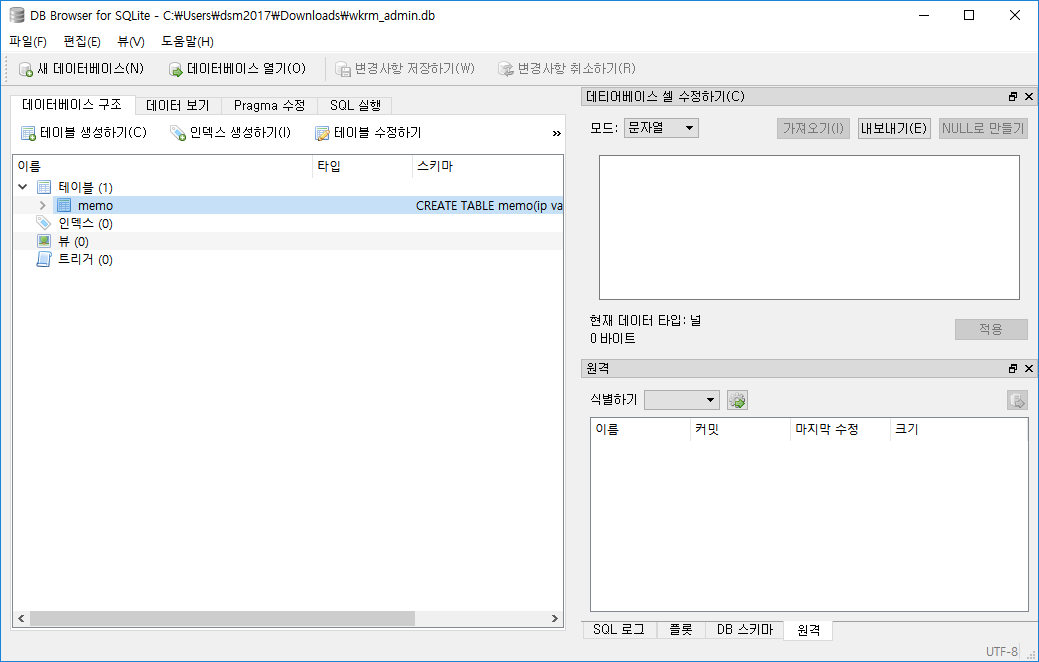 DB Browser for SQLite - C:₩Users₩dsm2017₩Downloads₩wkrm_admin.db
파일(F) 편집(E) 뷰(V) 도움말(H)
새 데이터베이스(N) 데이터베이스 열기(O) 변경사항 저장하기(W) 변경사항 취소하기(R)
데이터베이스 구조 데이터 보기 Pragma 수정 SQL 실행
테이블 생성하기(C) 인덱스 생성하기(I) 테이블 수정하기 »
이름 타입 스키마
테이블 (1)
memo CREATE TABLE memo(ip va
인덱스 (0)
뷰 (0)
트리거 (0)
데티어베이스 셀 수정하기(C)
모드: 문자열 가져오기(I) 내보내기(E) NULL로 만들기
현재 데이터 타입: 널
0 바이트
적용
원격
식별하기
이름 커밋 마지막 수정 크기
SQL 로그 플롯 DB 스키마 원격
UTF-8